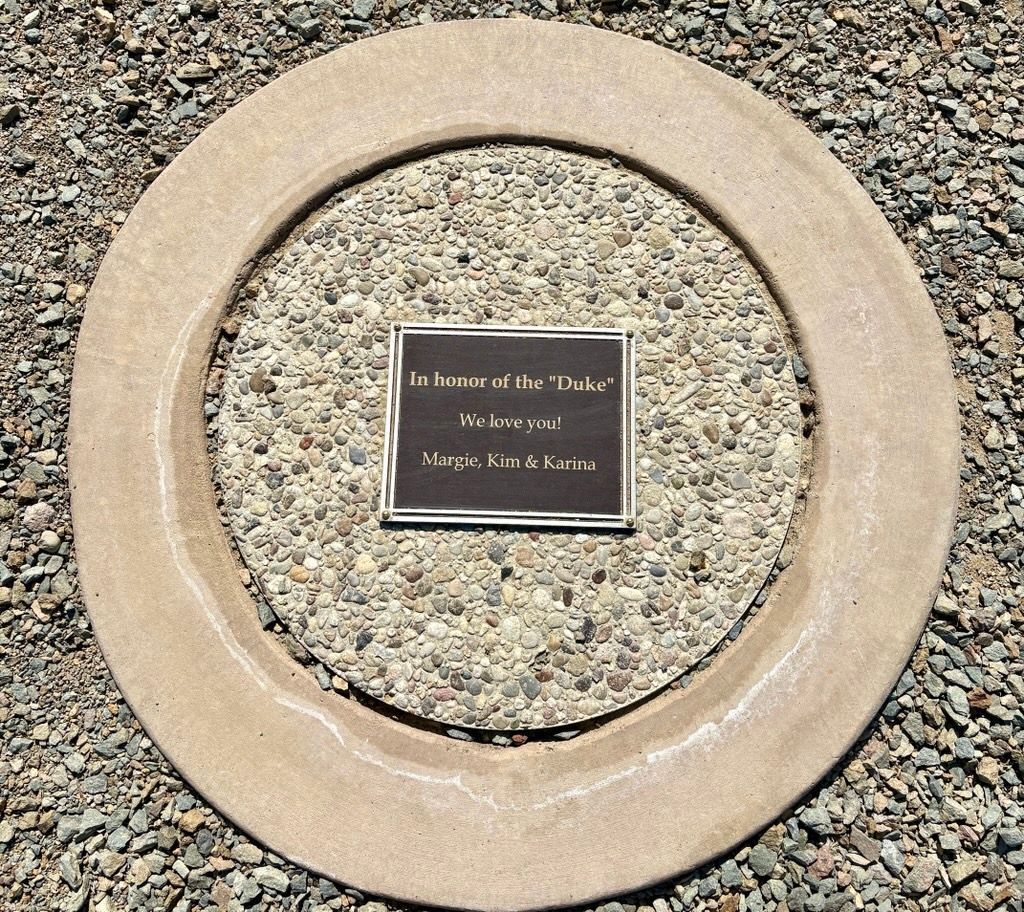 In honor of the "Duke"
We love you!
Margie, Kim & Karina